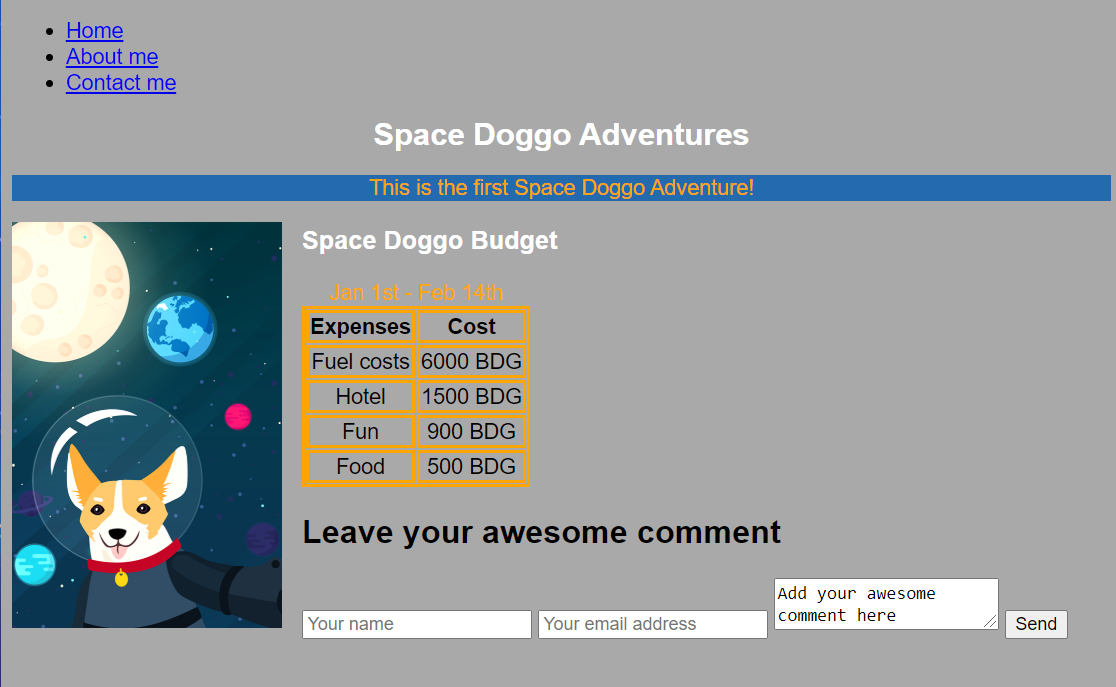 Home
About me
Contact me
Space Doggo Adventures
This is the first Space Doggo Adventure!
Space Doggo Budget
Jan 1st - Feb 14th
Expenses Cost
Fuel costs 6000 BDG
Hotel 1500 BDG
Fun 900 BDG
Food 500 BDG
Leave your awesome comment
Your name Your email address Add your awesome
comment here Send